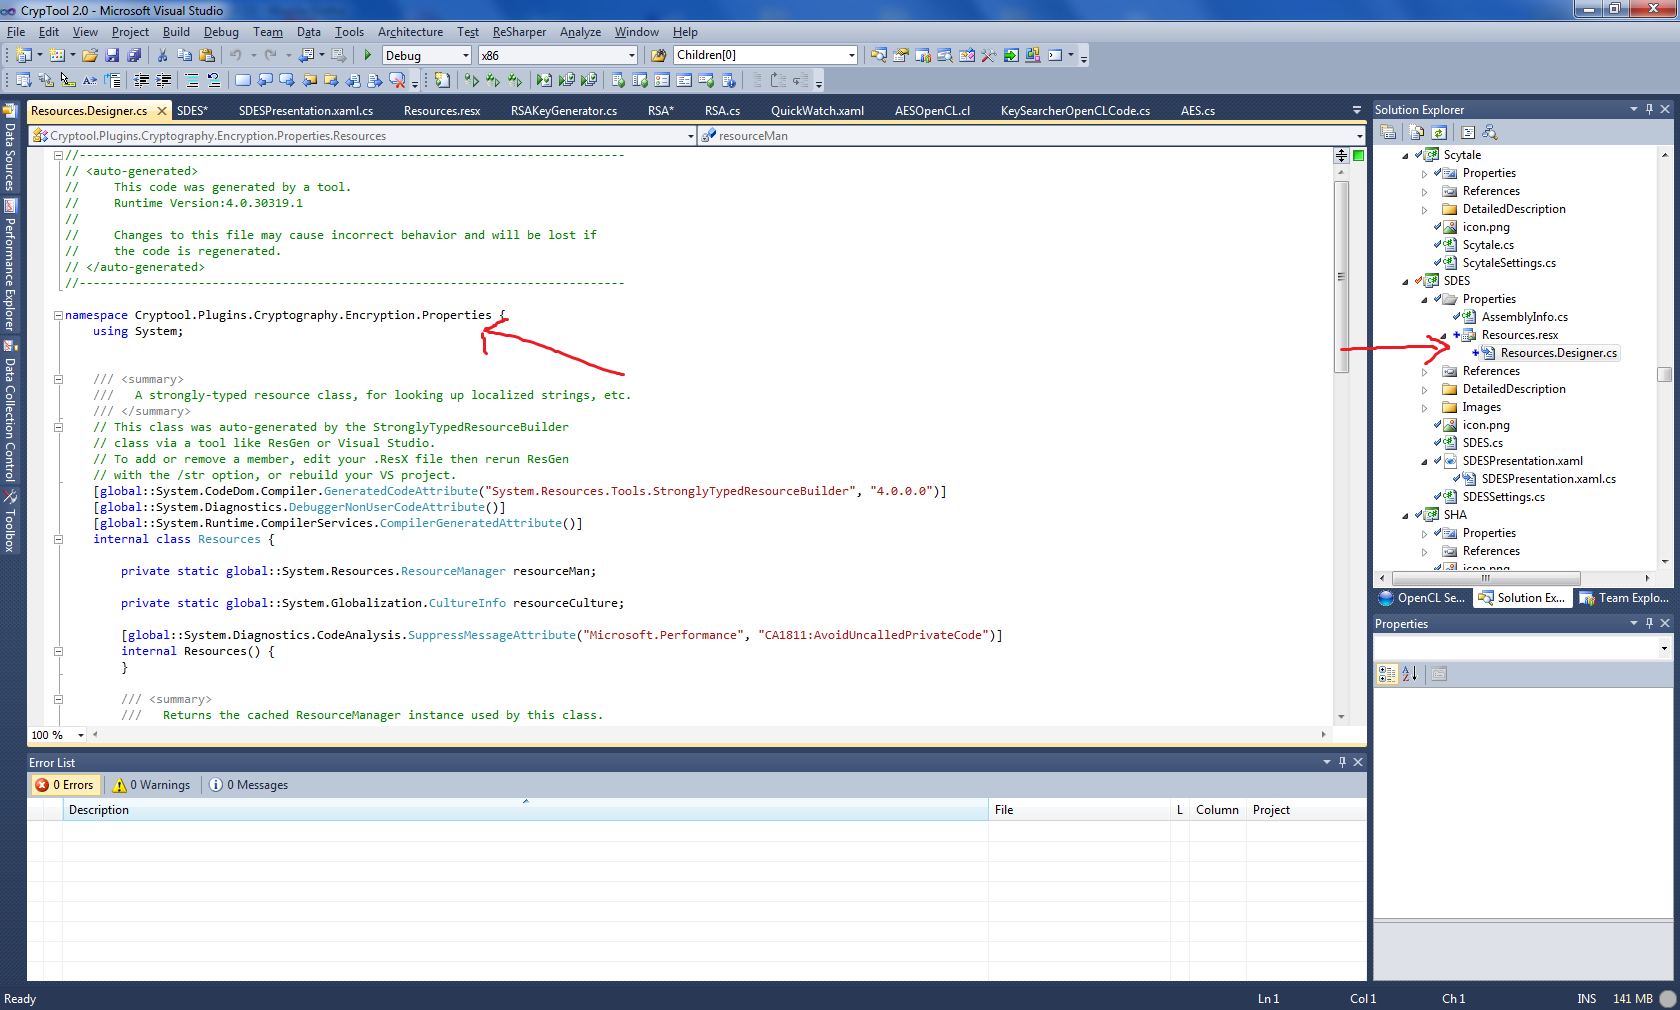 CrypTool 2.0 - Microsoft Visual Studio
File Edit View Project Build Debug Team Data Tools Architecture Test ReSharper Analyze Window Help
Debug x86 Children[0]
Resources.Designer.cs SDES* SDESPresentation.xaml.cs Resources.resx RSAKeyGenerator.cs RSA* RSA.cs QuickWatch.xaml AESOpenCL.cl KeySearcherOpenCLCode.cs AES.cs
Cryptool.Plugins.Cryptography.Encryption.Properties.Resources resourceMan
Data Sources
Performance Explorer
Data Collection Control
Toolbox
//------------------------------------------------------------------------------
// <auto-generated>
//     This code was generated by a tool.
//     Runtime Version:4.0.30319.1
//
//     Changes to this file may cause incorrect behavior and will be lost if
//     the code is regenerated.
// </auto-generated>
//------------------------------------------------------------------------------
namespace Cryptool.Plugins.Cryptography.Encryption.Properties {
using System;
/// <summary>
///   A strongly-typed resource class, for looking up localized strings, etc.
/// </summary>
// This class was auto-generated by the StronglyTypedResourceBuilder
// class via a tool like ResGen or Visual Studio.
// To add or remove a member, edit your .ResX file then rerun ResGen
// with the /str option, or rebuild your VS project.
[global::System.CodeDom.Compiler.GeneratedCodeAttribute("System.Resources.Tools.StronglyTypedResourceBuilder", "4.0.0.0")]
[global::System.Diagnostics.DebuggerNonUserCodeAttribute()]
[global::System.Runtime.CompilerServices.CompilerGeneratedAttribute()]
internal class Resources {
private static global::System.Resources.ResourceManager resourceMan;
private static global::System.Globalization.CultureInfo resourceCulture;
[global::System.Diagnostics.CodeAnalysis.SuppressMessageAttribute("Microsoft.Performance", "CA1811:AvoidUncalledPrivateCode")]
internal Resources() {
}
/// <summary>
///   Returns the cached ResourceManager instance used by this class.
100 %
Solution Explorer
Scytale
Properties
References
DetailedDescription
icon.png
Scytale.cs
ScytaleSettings.cs
SDES
Properties
AssemblyInfo.cs
Resources.resx
Resources.Designer.cs
References
DetailedDescription
Images
icon.png
SDES.cs
SDESPresentation.xaml
SDESPresentation.xaml.cs
SDESSettings.cs
SHA
Properties
References
icon.png
OpenCL Se... Solution Ex... Team Explo...
Properties
Error List
0 Errors 0 Warnings 0 Messages
Description File L Column Project
Ready Ln 1 Col 1 Ch 1 INS 141 MB